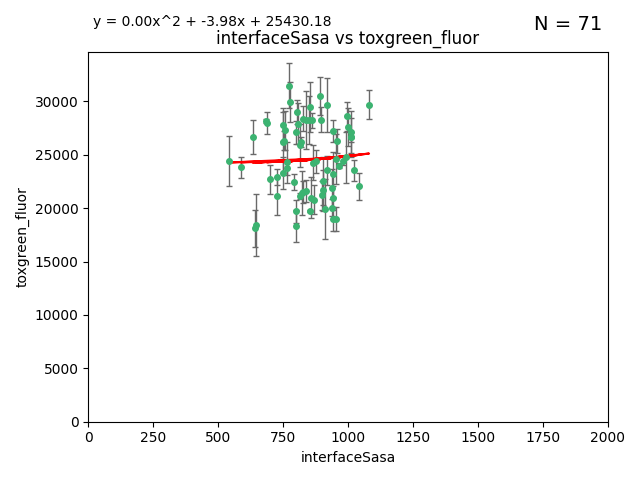 y = 0.00x^2 + -3.98x + 25430.18
N = 71
interfaceSasa vs toxgreen_fluor
toxgreen_fluor
30000
25000
20000
15000
10000
5000
0
0 250 500 750 1000 1250 1500 1750 2000
interfaceSasa